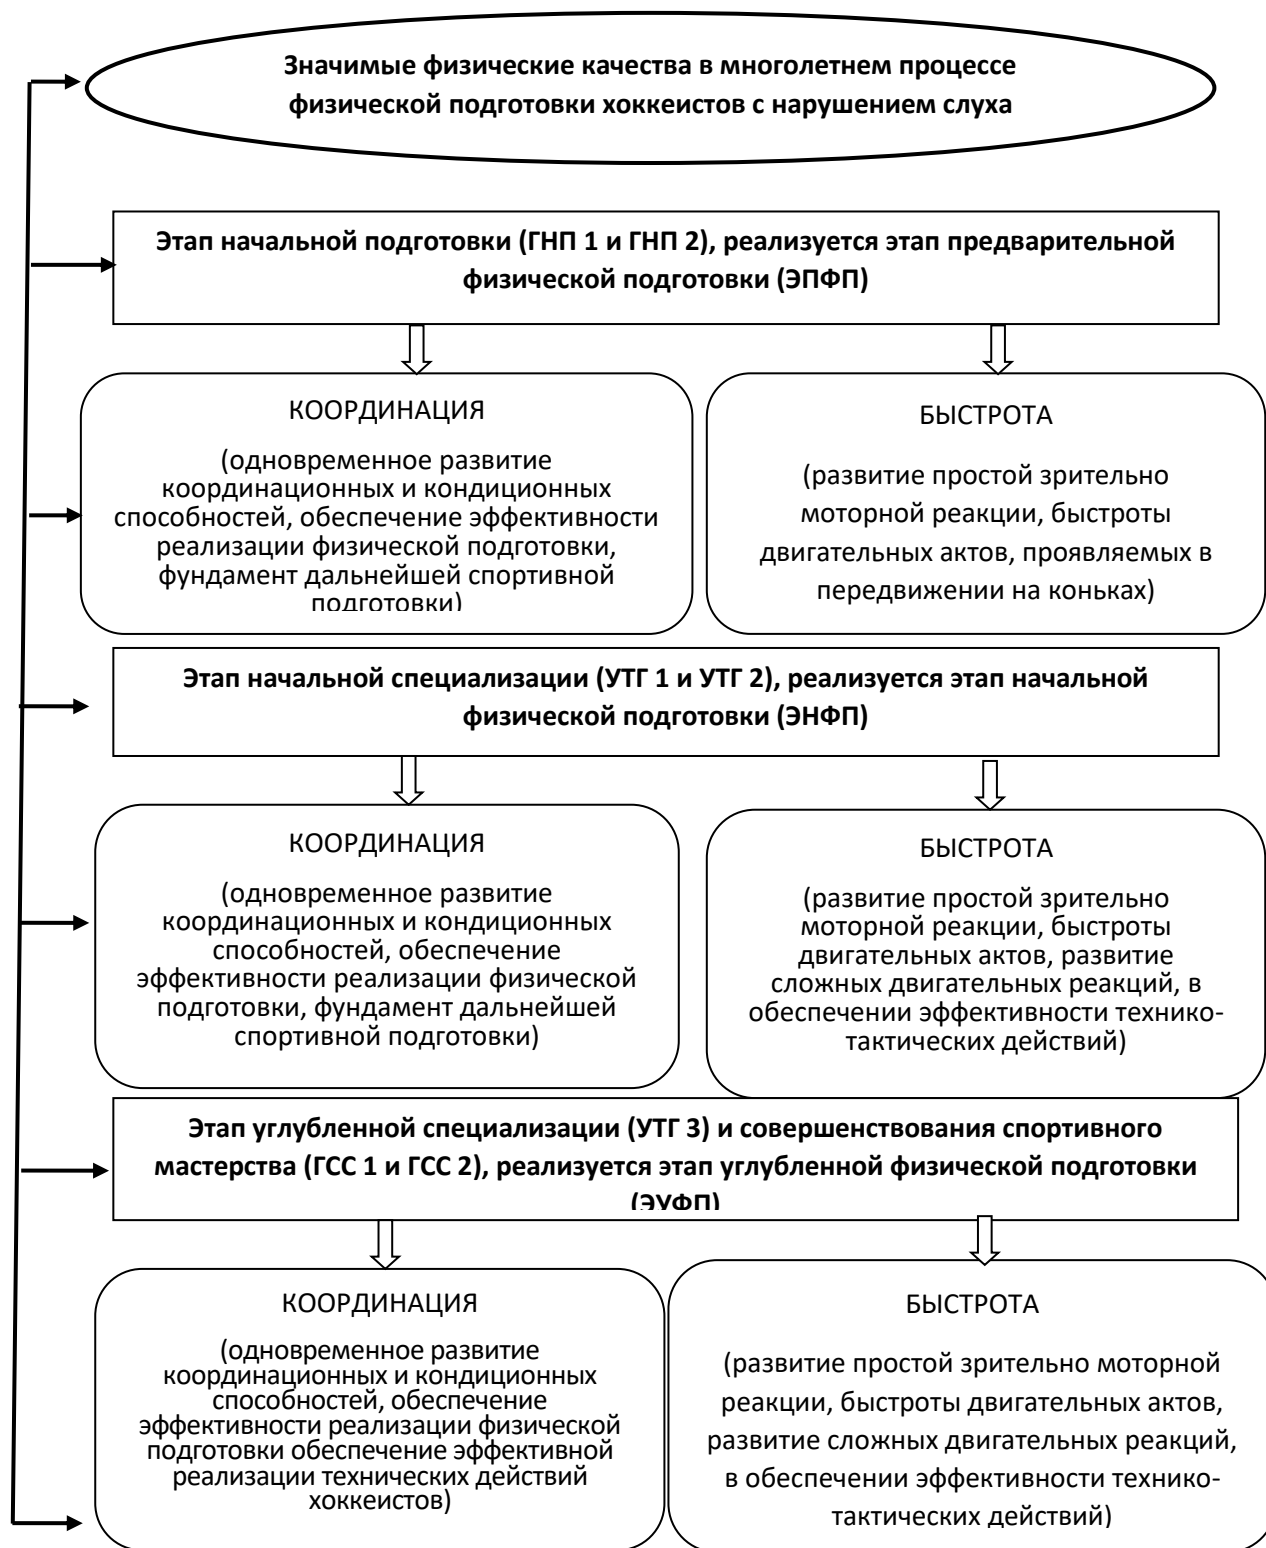 Значимые физические качества в многолетнем процессе
физической подготовки хоккеистов с нарушением слуха
Этап начальной подготовки (ГНП 1 и ГНП 2), реализуется этап предварительной
физической подготовки (ЭПФП)
КООРДИНАЦИЯ
(одновременное развитие
координационных и кондиционных
способностей, обеспечение эффективности
реализации физической подготовки,
фундамент дальнейшей спортивной
подготовки)
БЫСТРОТА
(развитие простой зрительно
моторной реакции, быстроты
двигательных актов, проявляемых в
передвижении на коньках)
Этап начальной специализации (УТГ 1 и УТГ 2), реализуется этап начальной
физической подготовки (ЭНФП)
КООРДИНАЦИЯ
(одновременное развитие
координационных и кондиционных
способностей, обеспечение
эффективности реализации физической
подготовки, фундамент дальнейшей
спортивной подготовки)
БЫСТРОТА
(развитие простой зрительно
моторной реакции, быстроты
двигательных актов, развитие
сложных двигательных реакций, в
обеспечении эффективности технико-
тактических действий)
Этап углубленной специализации (УТГ 3) и совершенствования спортивного
мастерства (ГСС 1 и ГСС 2), реализуется этап углубленной физической подготовки
(ЭУФП)
КООРДИНАЦИЯ
(одновременное развитие
координационных и кондиционных
способностей, обеспечение
эффективности реализации физической
подготовки обеспечение эффективной
реализации технических действий
хоккеистов)
БЫСТРОТА
(развитие простой зрительно моторной
реакции, быстроты двигательных актов,
развитие сложных двигательных реакций,
в обеспечении эффективности технико-
тактических действий)